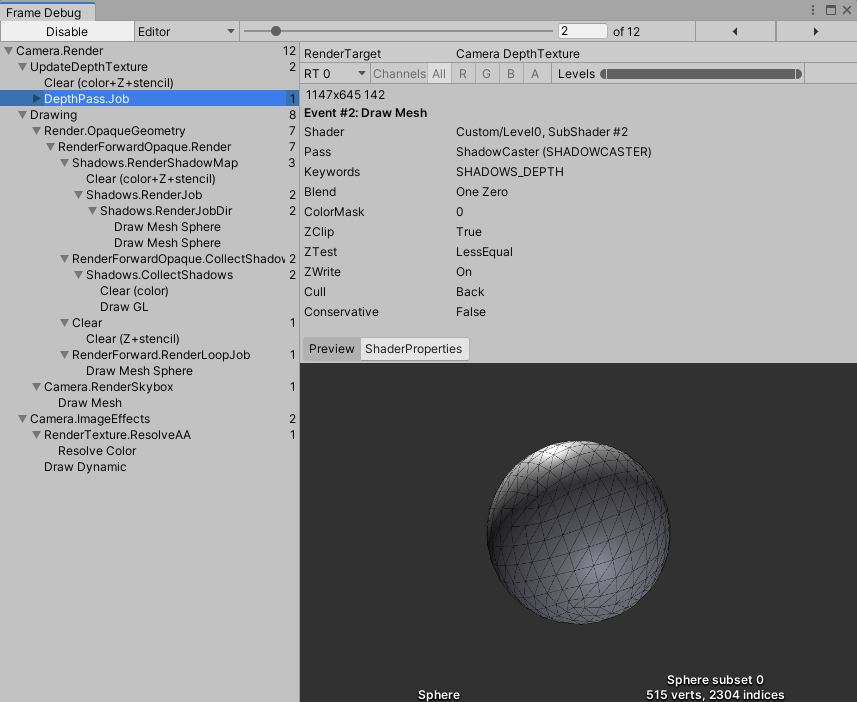 Frame Debug
Disable
Editor
2
of 12
Camera.Render 12
UpdateDepthTexture 2
Clear (color+Z+stencil)
DepthPass.Job 1
Drawing 8
Render.OpaqueGeometry 7
RenderForwardOpaque.Render 7
Shadows.RenderShadowMap 3
Clear (color+Z+stencil)
Shadows.RenderJob 2
Shadows.RenderJobDir 2
Draw Mesh Sphere
Draw Mesh Sphere
RenderForwardOpaque.CollectShadow 2
Shadows.CollectShadows 2
Clear (color)
Draw GL
Clear 1
Clear (Z+stencil)
RenderForward.RenderLoopJob 1
Draw Mesh Sphere
Camera.RenderSkybox 1
Draw Mesh
Camera.ImageEffects 2
RenderTexture.ResolveAA 1
Resolve Color
Draw Dynamic
RenderTarget Camera DepthTexture
RT 0 Channels All R G B A Levels
1147x645 142
Event #2: Draw Mesh
Shader Custom/Level0, SubShader #2
Pass ShadowCaster (SHADOWCASTER)
Keywords SHADOWS_DEPTH
Blend One Zero
ColorMask 0
ZClip True
ZTest LessEqual
ZWrite On
Cull Back
Conservative False
Preview ShaderProperties
Sphere
Sphere subset 0
515 verts, 2304 indices